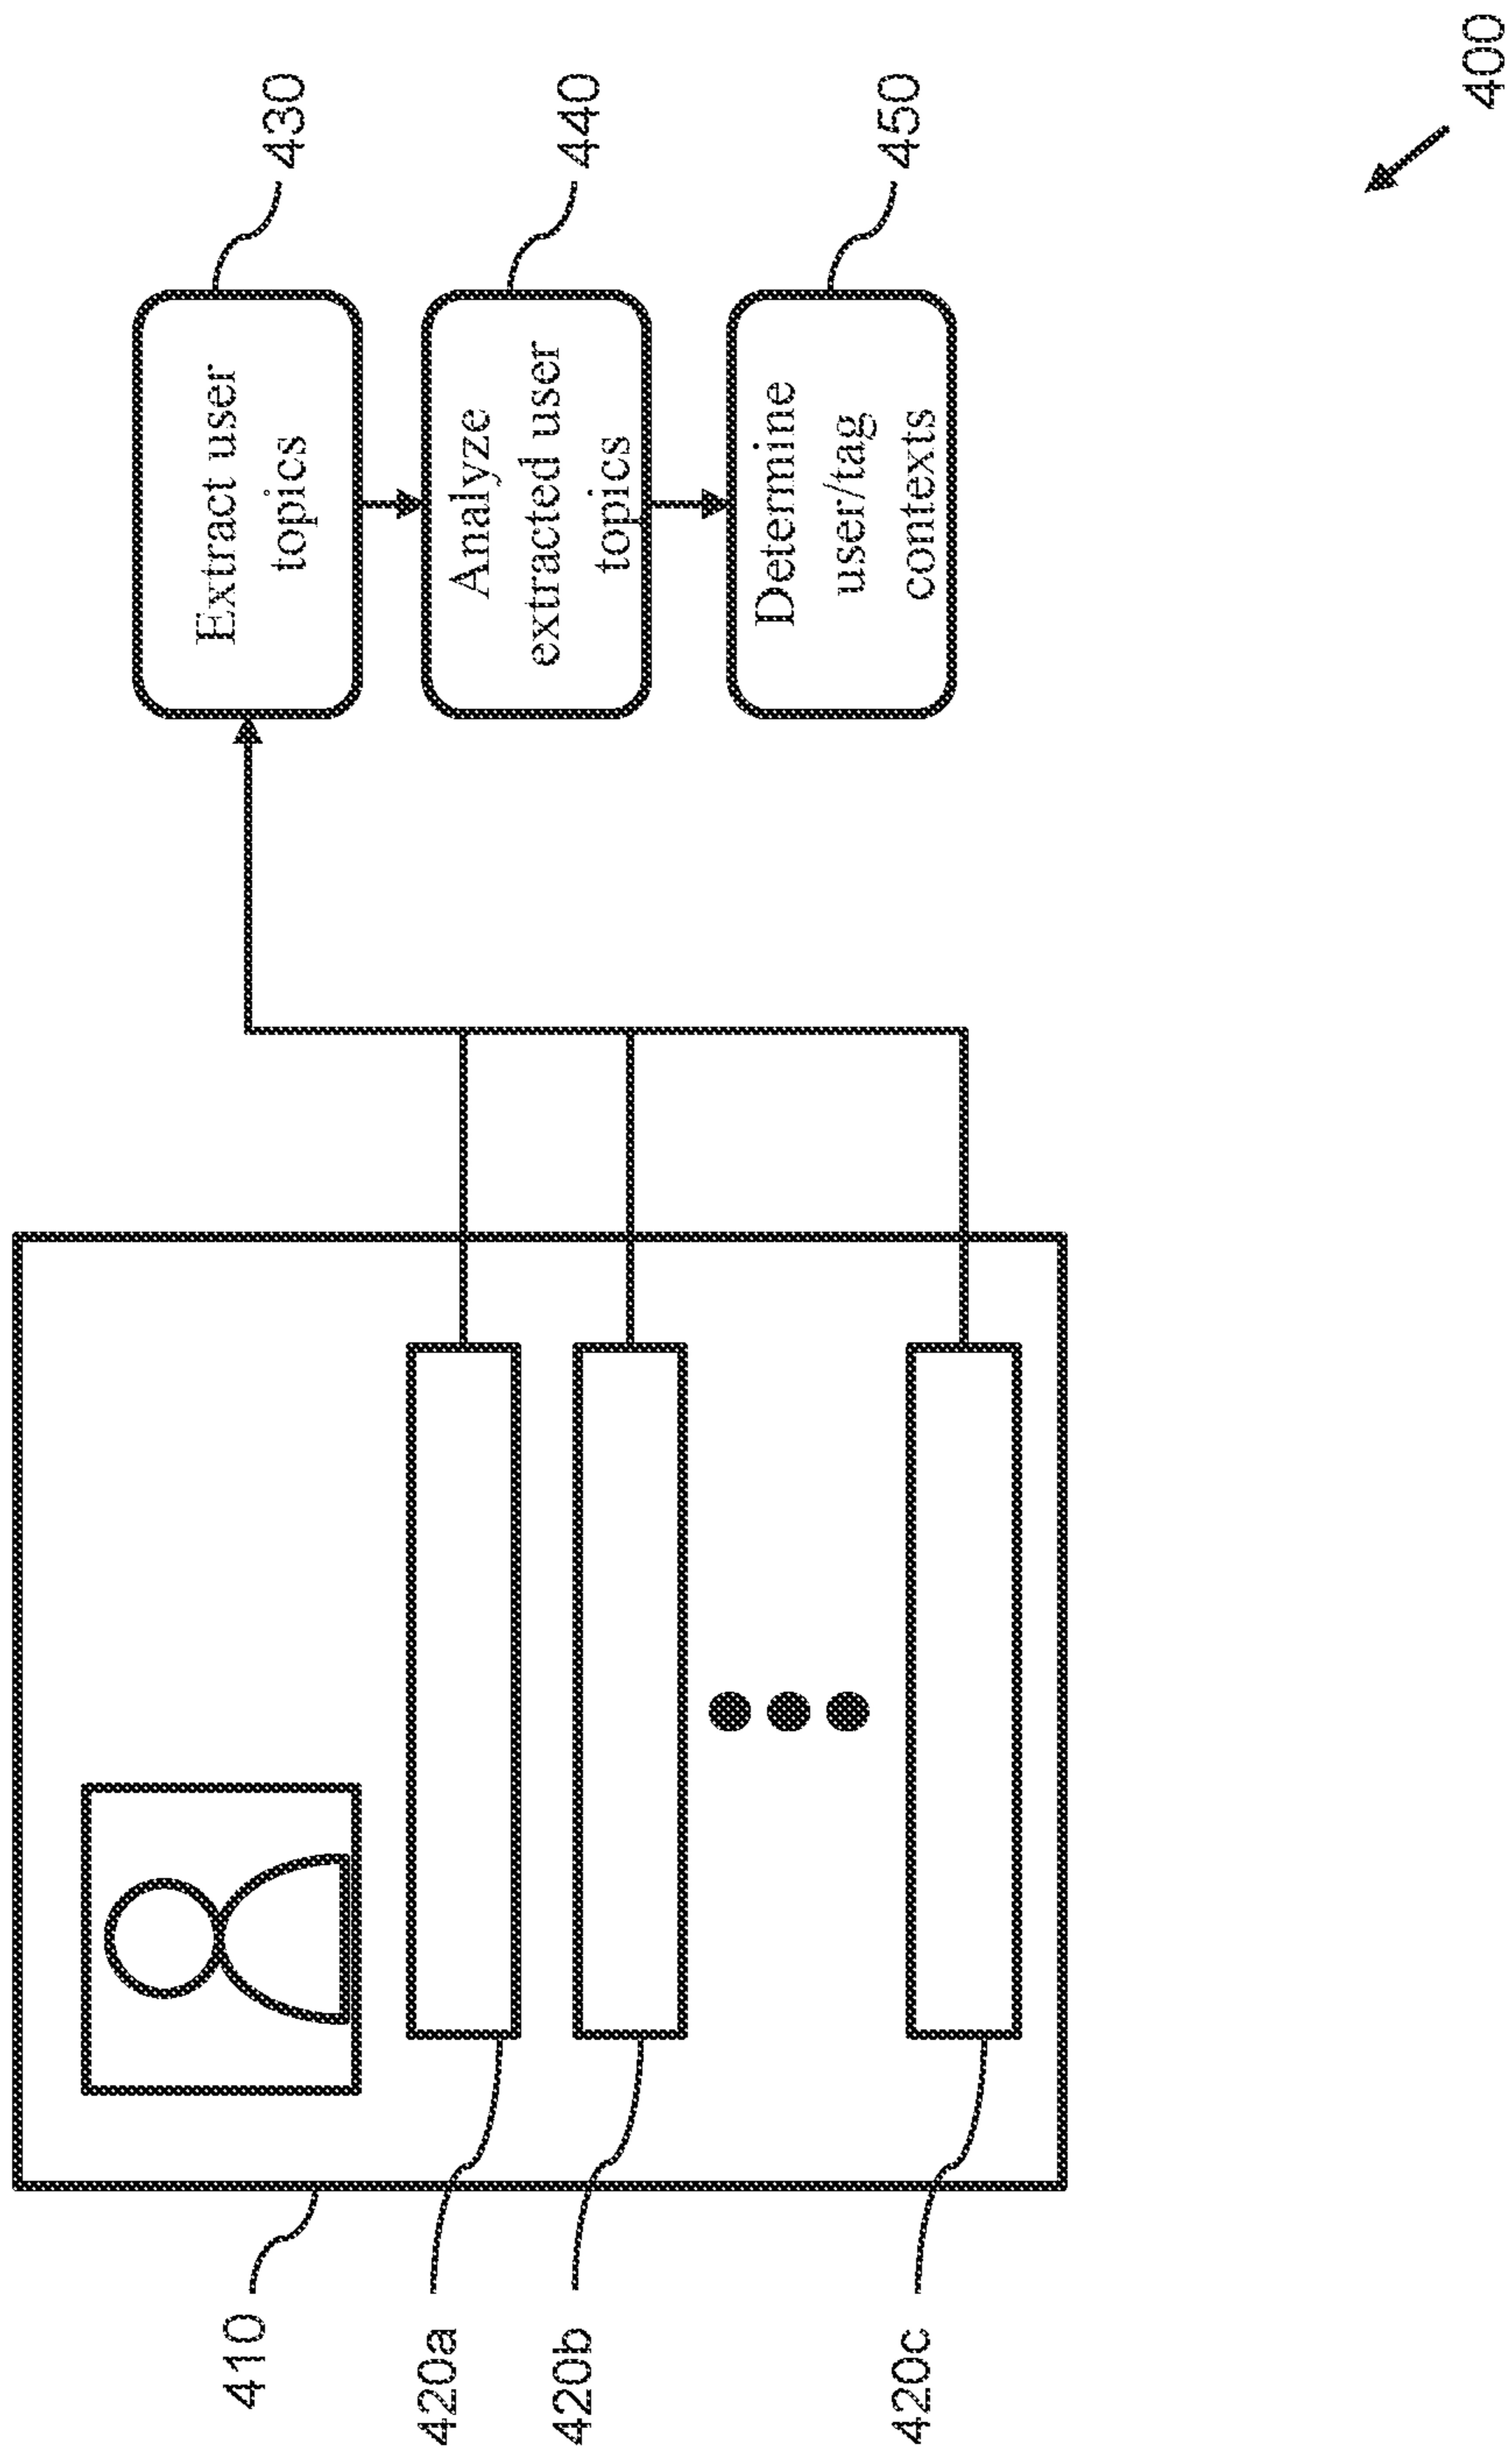 410
420a
420b
420c
Extract user
topics
430
Analyze
extracted user
topics
440
Determine
user/tag
contexts
450
400